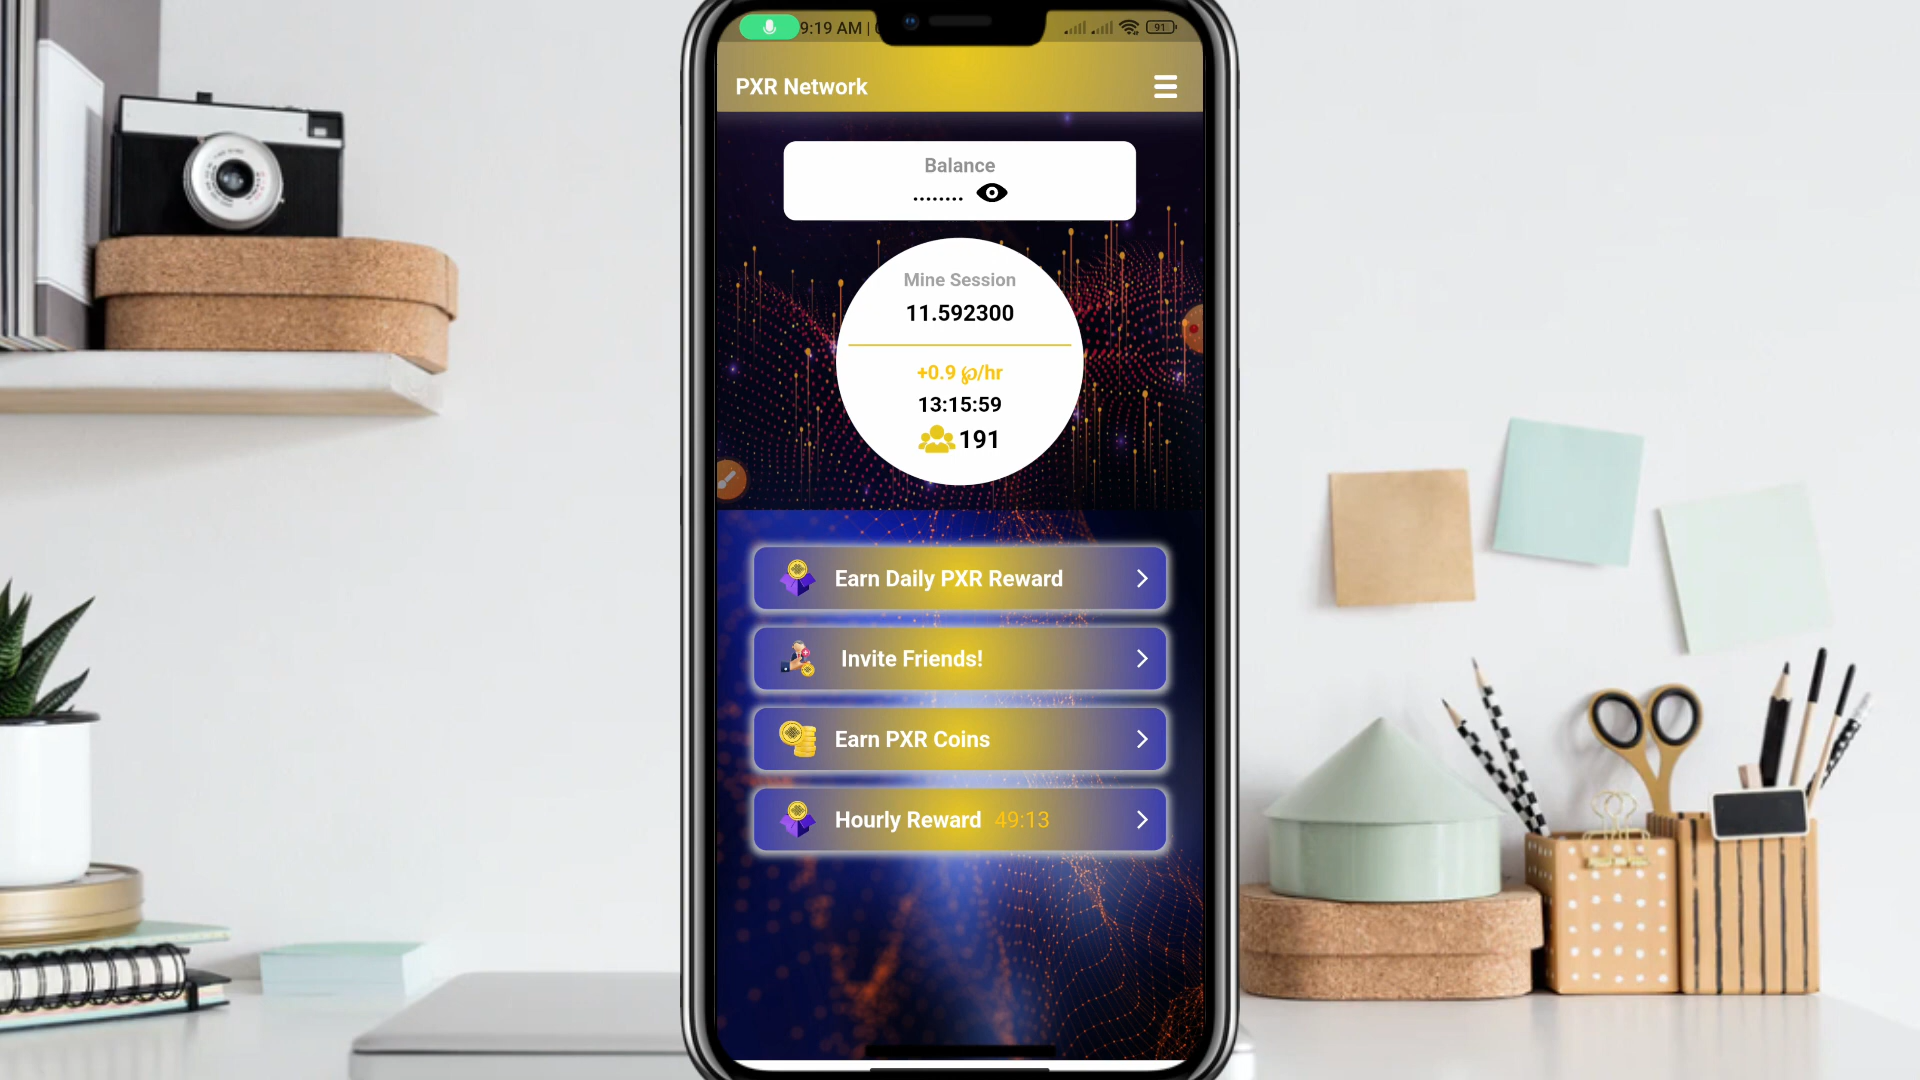 9:19 AM |
91
PXR Network
Balance
........
Mine Session
11.592300
+0.9 ℘/hr
13:15:59
191
Earn Daily PXR Reward
Invite Friends!
Earn PXR Coins
Hourly Reward 49:13